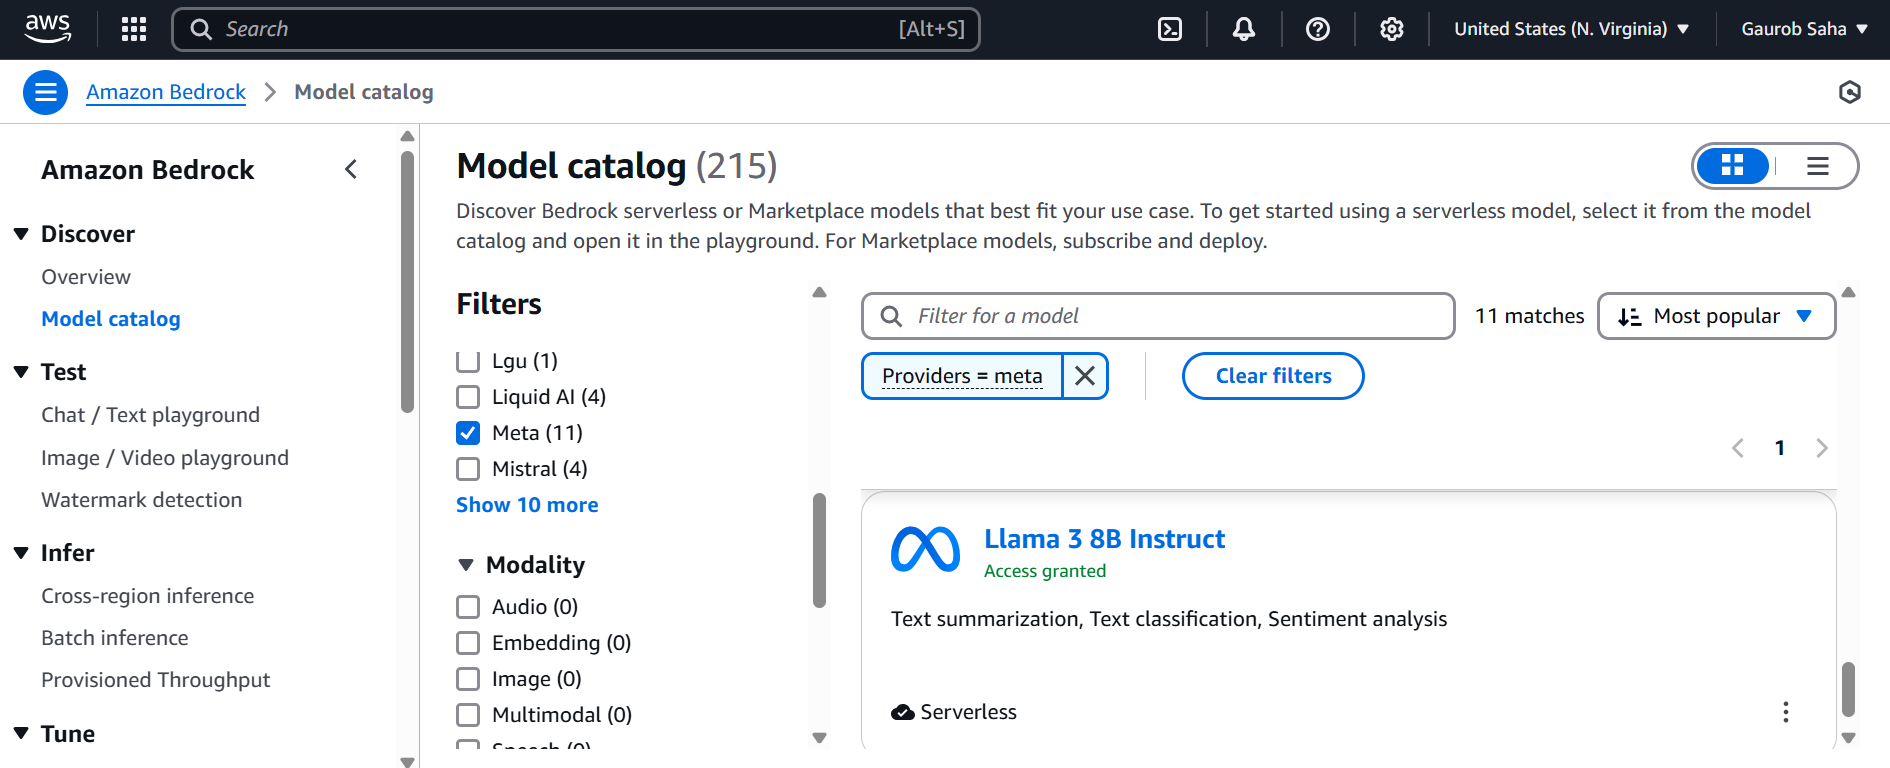 aws
Search [Alt+S]
United States (N. Virginia)
Gaurob Saha
Amazon Bedrock
Model catalog
Amazon Bedrock
Discover
Overview
Model catalog
Test
Chat / Text playground
Image / Video playground
Watermark detection
Infer
Cross-region inference
Batch inference
Provisioned Throughput
Tune
Model catalog (215)
Discover Bedrock serverless or Marketplace models that best fit your use case. To get started using a serverless model, select it from the model
catalog and open it in the playground. For Marketplace models, subscribe and deploy.
Filters
Lgu (1)
Liquid AI (4)
Meta (11)
Mistral (4)
Show 10 more
Modality
Audio (0)
Embedding (0)
Image (0)
Multimodal (0)
Speech (0)
Filter for a model
11 matches
Most popular
Providers = meta
Clear filters
1
Llama 3 8B Instruct
Access granted
Text summarization, Text classification, Sentiment analysis
Serverless